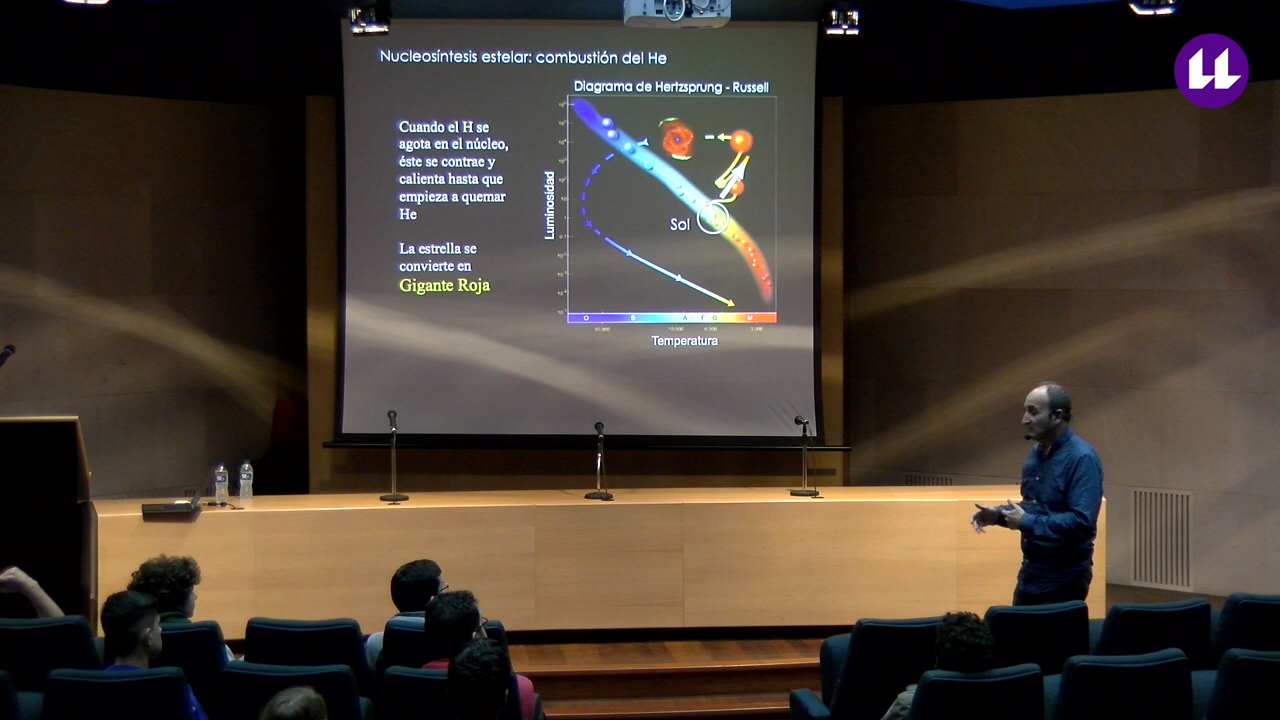 Nucleosíntesis estelar: combustión del He
Diagrama de Hertzsprung - Russell
Cuando el H se
agota en el núcleo,
éste se contrae y
calienta hasta que
empieza a quemar
He
La estrella se
convierte en
Gigante Roja
Luminosidad
Sol
O B A F G M
Temperatura